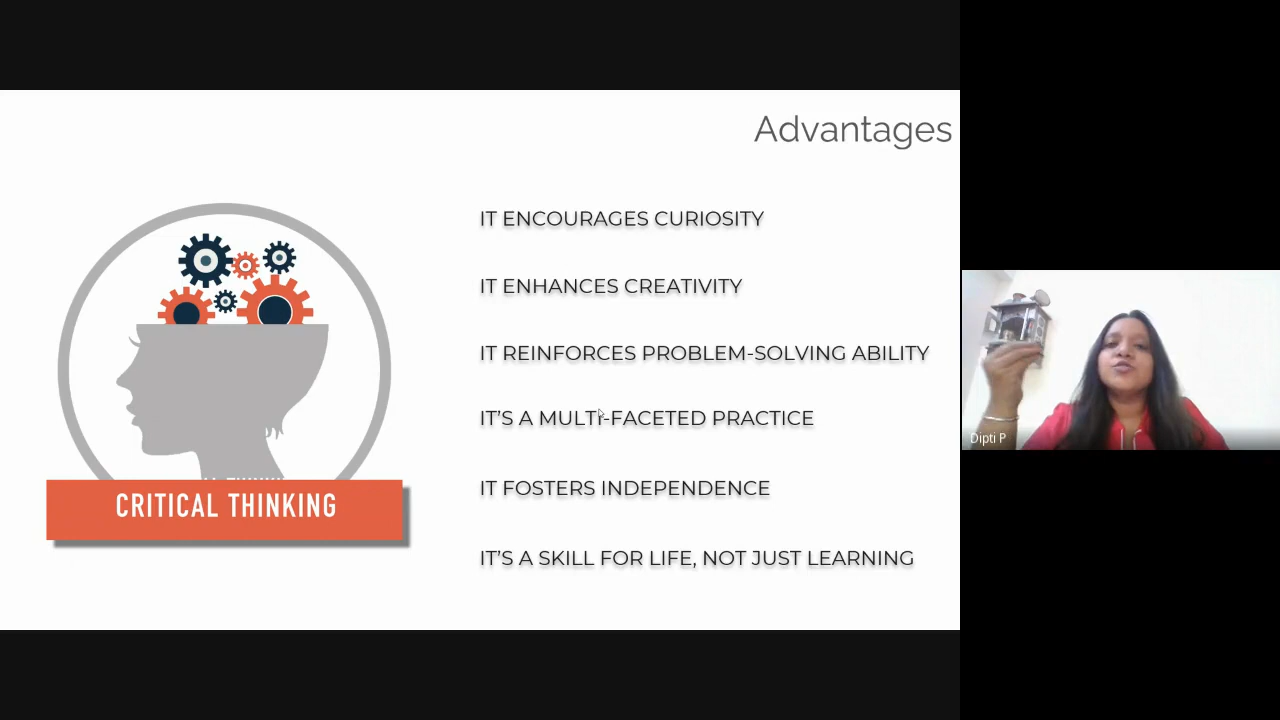 Advantages
IT ENCOURAGES CURIOSITY
IT ENHANCES CREATIVITY
IT REINFORCES PROBLEM-SOLVING ABILITY
IT’S A MULTI-FACETED PRACTICE
IT FOSTERS INDEPENDENCE
IT’S A SKILL FOR LIFE, NOT JUST LEARNING
CRITICAL THINKING
Dipti P